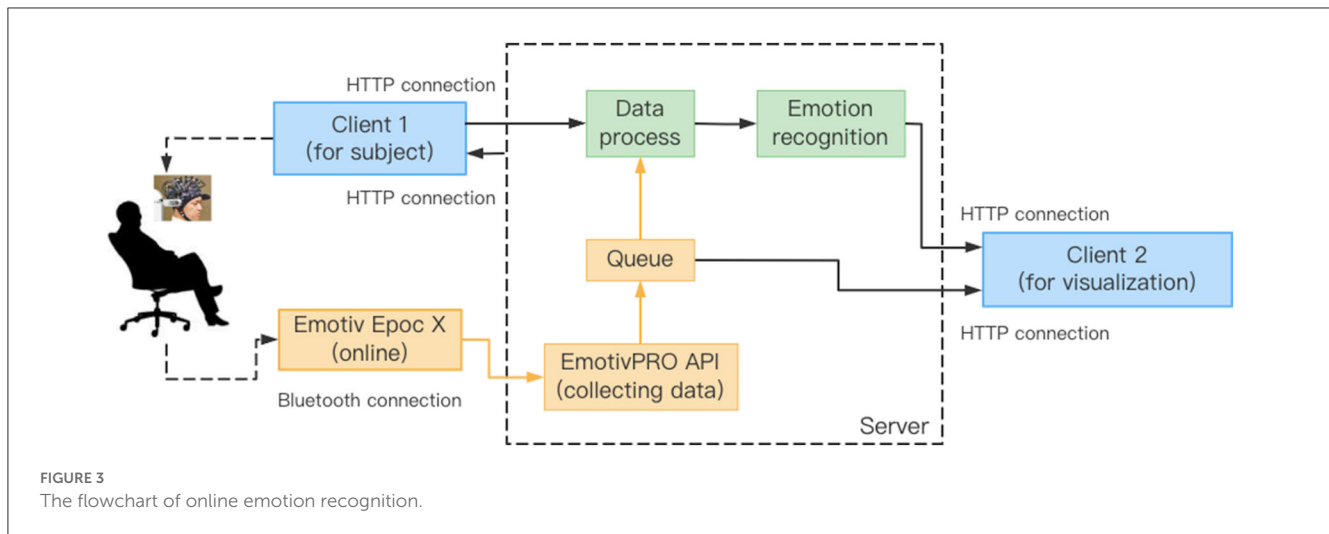 HTTP connection
Client 1
(for subject)
HTTP connection
Data
process
Emotion
recognition
Queue
HTTP connection
Client 2
(for visualization)
HTTP connection
Emotiv Epoc X
(online)
Bluetooth connection
EmotivPRO API
(collecting data)
Server
FIGURE 3
The flowchart of online emotion recognition.